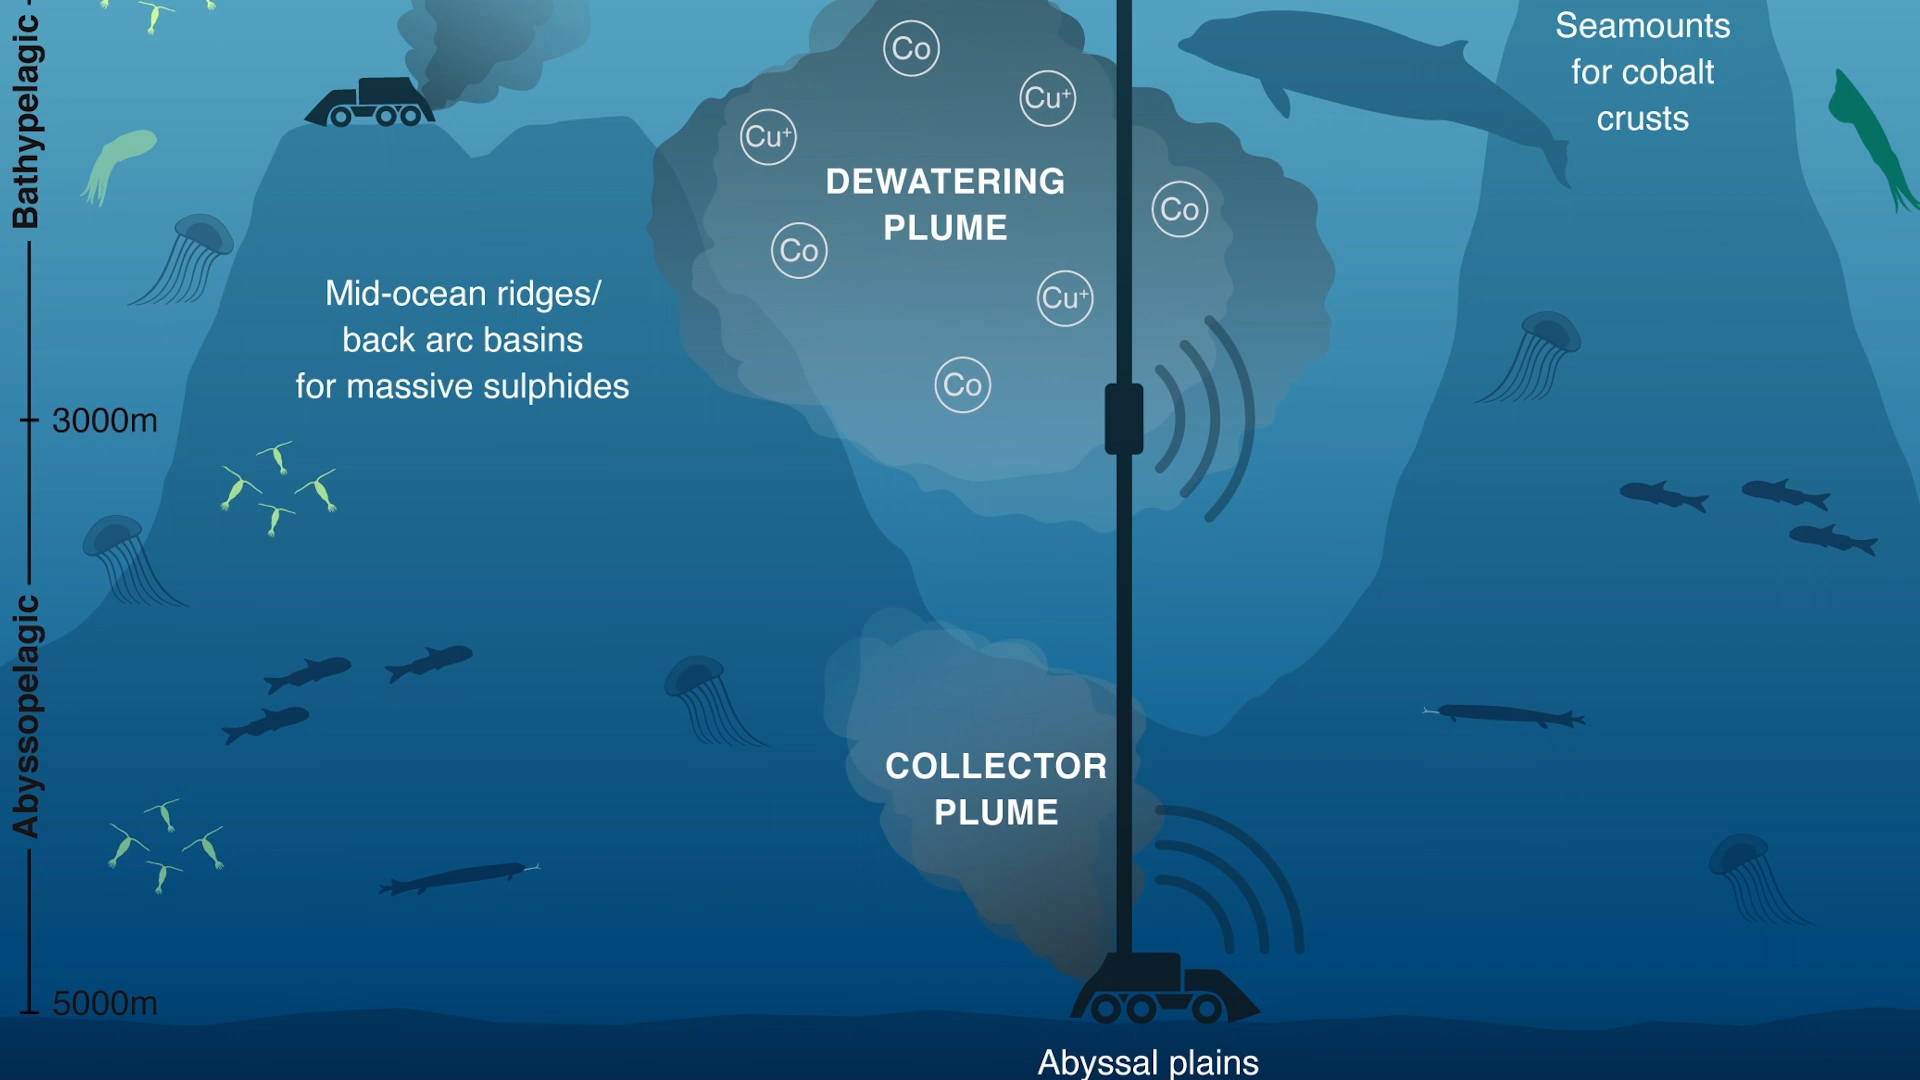 Bathypelagic
Abyssopelagic
3000m
5000m
Mid-ocean ridges/
back arc basins
for massive sulphides
Co
Cu⁺
Cu⁺
DEWATERING
PLUME
Co
Co
Cu⁺
Co
Seamounts
for cobalt
crusts
COLLECTOR
PLUME
Abyssal plains